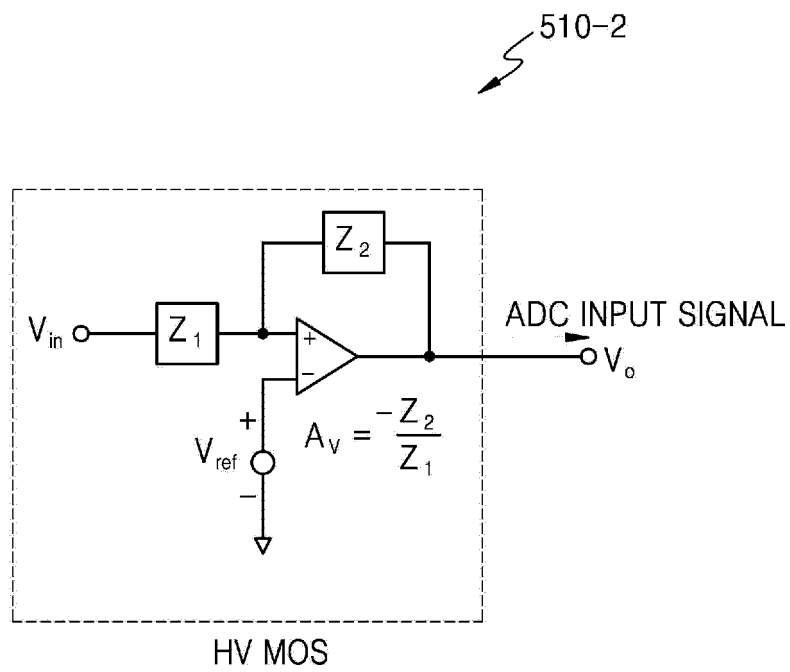 510-2
Z₂
ADC INPUT SIGNAL
Vin
Z₁
+
−
Vo
+
Vref
−
Av = −Z₂/Z₁
HV MOS